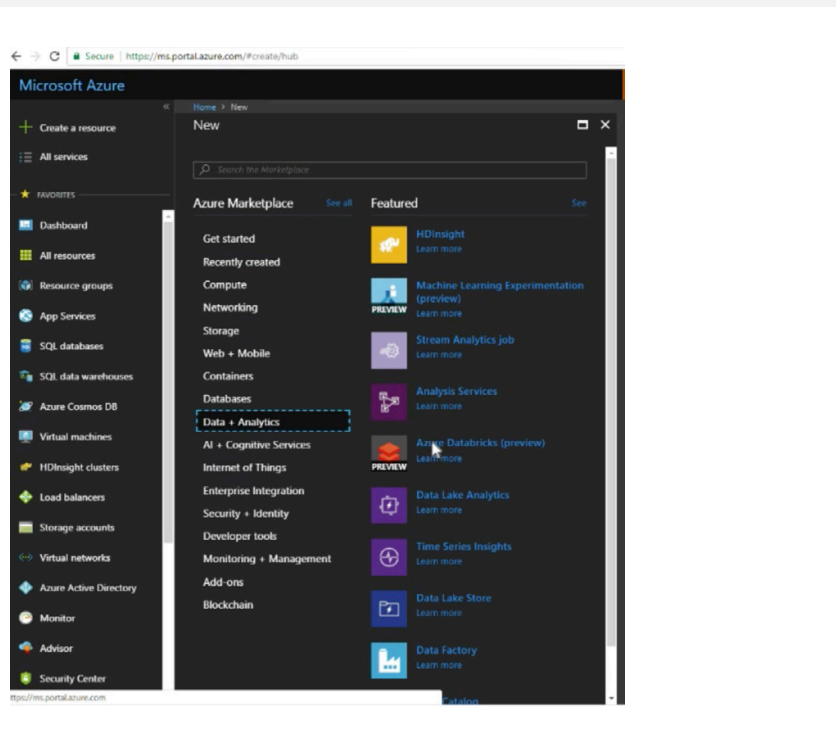 Secure | https://ms.portal.azure.com/#create/hub
Microsoft Azure
Home > New
New
Create a resource
All services
FAVORITES
Dashboard
All resources
Resource groups
App Services
SQL databases
SQL data warehouses
Azure Cosmos DB
Virtual machines
HDInsight clusters
Load balancers
Storage accounts
Virtual networks
Azure Active Directory
Monitor
Advisor
Security Center
ttps://ms.portal.azure.com
Search the Marketplace
Azure Marketplace See all
Get started
Recently created
Compute
Networking
Storage
Web + Mobile
Containers
Databases
Data + Analytics
AI + Cognitive Services
Internet of Things
Enterprise Integration
Security + Identity
Developer tools
Monitoring + Management
Add-ons
Blockchain
Featured See
HDInsight
Learn more
Machine Learning Experimentation
(preview)
PREVIEW
Learn more
Stream Analytics job
Learn more
Analysis Services
Learn more
Azure Databricks (preview)
Learn more
PREVIEW
Data Lake Analytics
Learn more
Time Series Insights
Learn more
Data Lake Store
Learn more
Data Factory
Learn more
Catalog